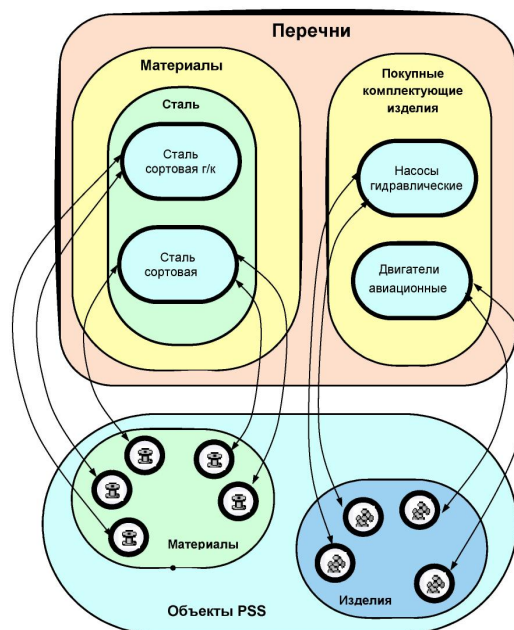 Перечни
Материалы
Сталь
Сталь
сортовая г/к
Сталь
сортовая
Покупные
комплектующие
изделия
Насосы
гидравлические
Двигатели
авиационные
Материалы
Изделия
Объекты PSS